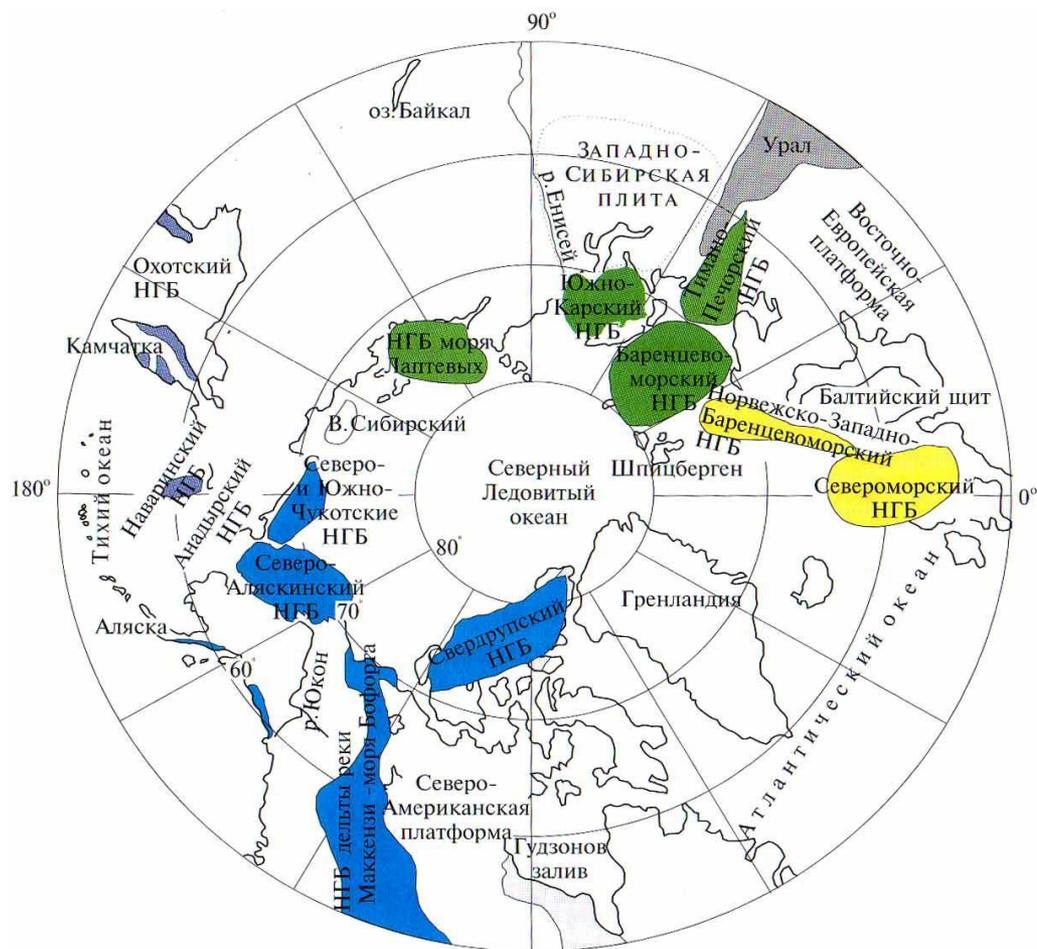 90°
оз. Байкал
ЗАПАДНО-
СИБИРСКАЯ
ПЛИТА
Урал
р. Енисей
Восточно-
Европейская
платформа
Охотский
НГБ
Южно-
Карский
НГБ
Тимано-
Печорский
НГБ
Камчатка
НГБ моря
Лаптевых
Баренцево-
морский
НГБ
Балтийский щит
Норвежско-Западно-
Баренцевоморский
НГБ
В. Сибирский
Северный
Ледовитый
океан
Шпицберген
Североморский
НГБ
180°
0°
Тихий океан
Наваринский
НГБ
Анадырский
НГБ
Северо-
и Южно-
Чукотские
НГБ
80°
Северо-
Аляскинский
НГБ
70°
Аляска
60°
р. Юкон
Свердрупский
НГБ
Гренландия
Атлантический океан
НГБ дельты реки
Маккензи -моря Бофорта
Северо-
Американская
платформа
Гудзонов
залив